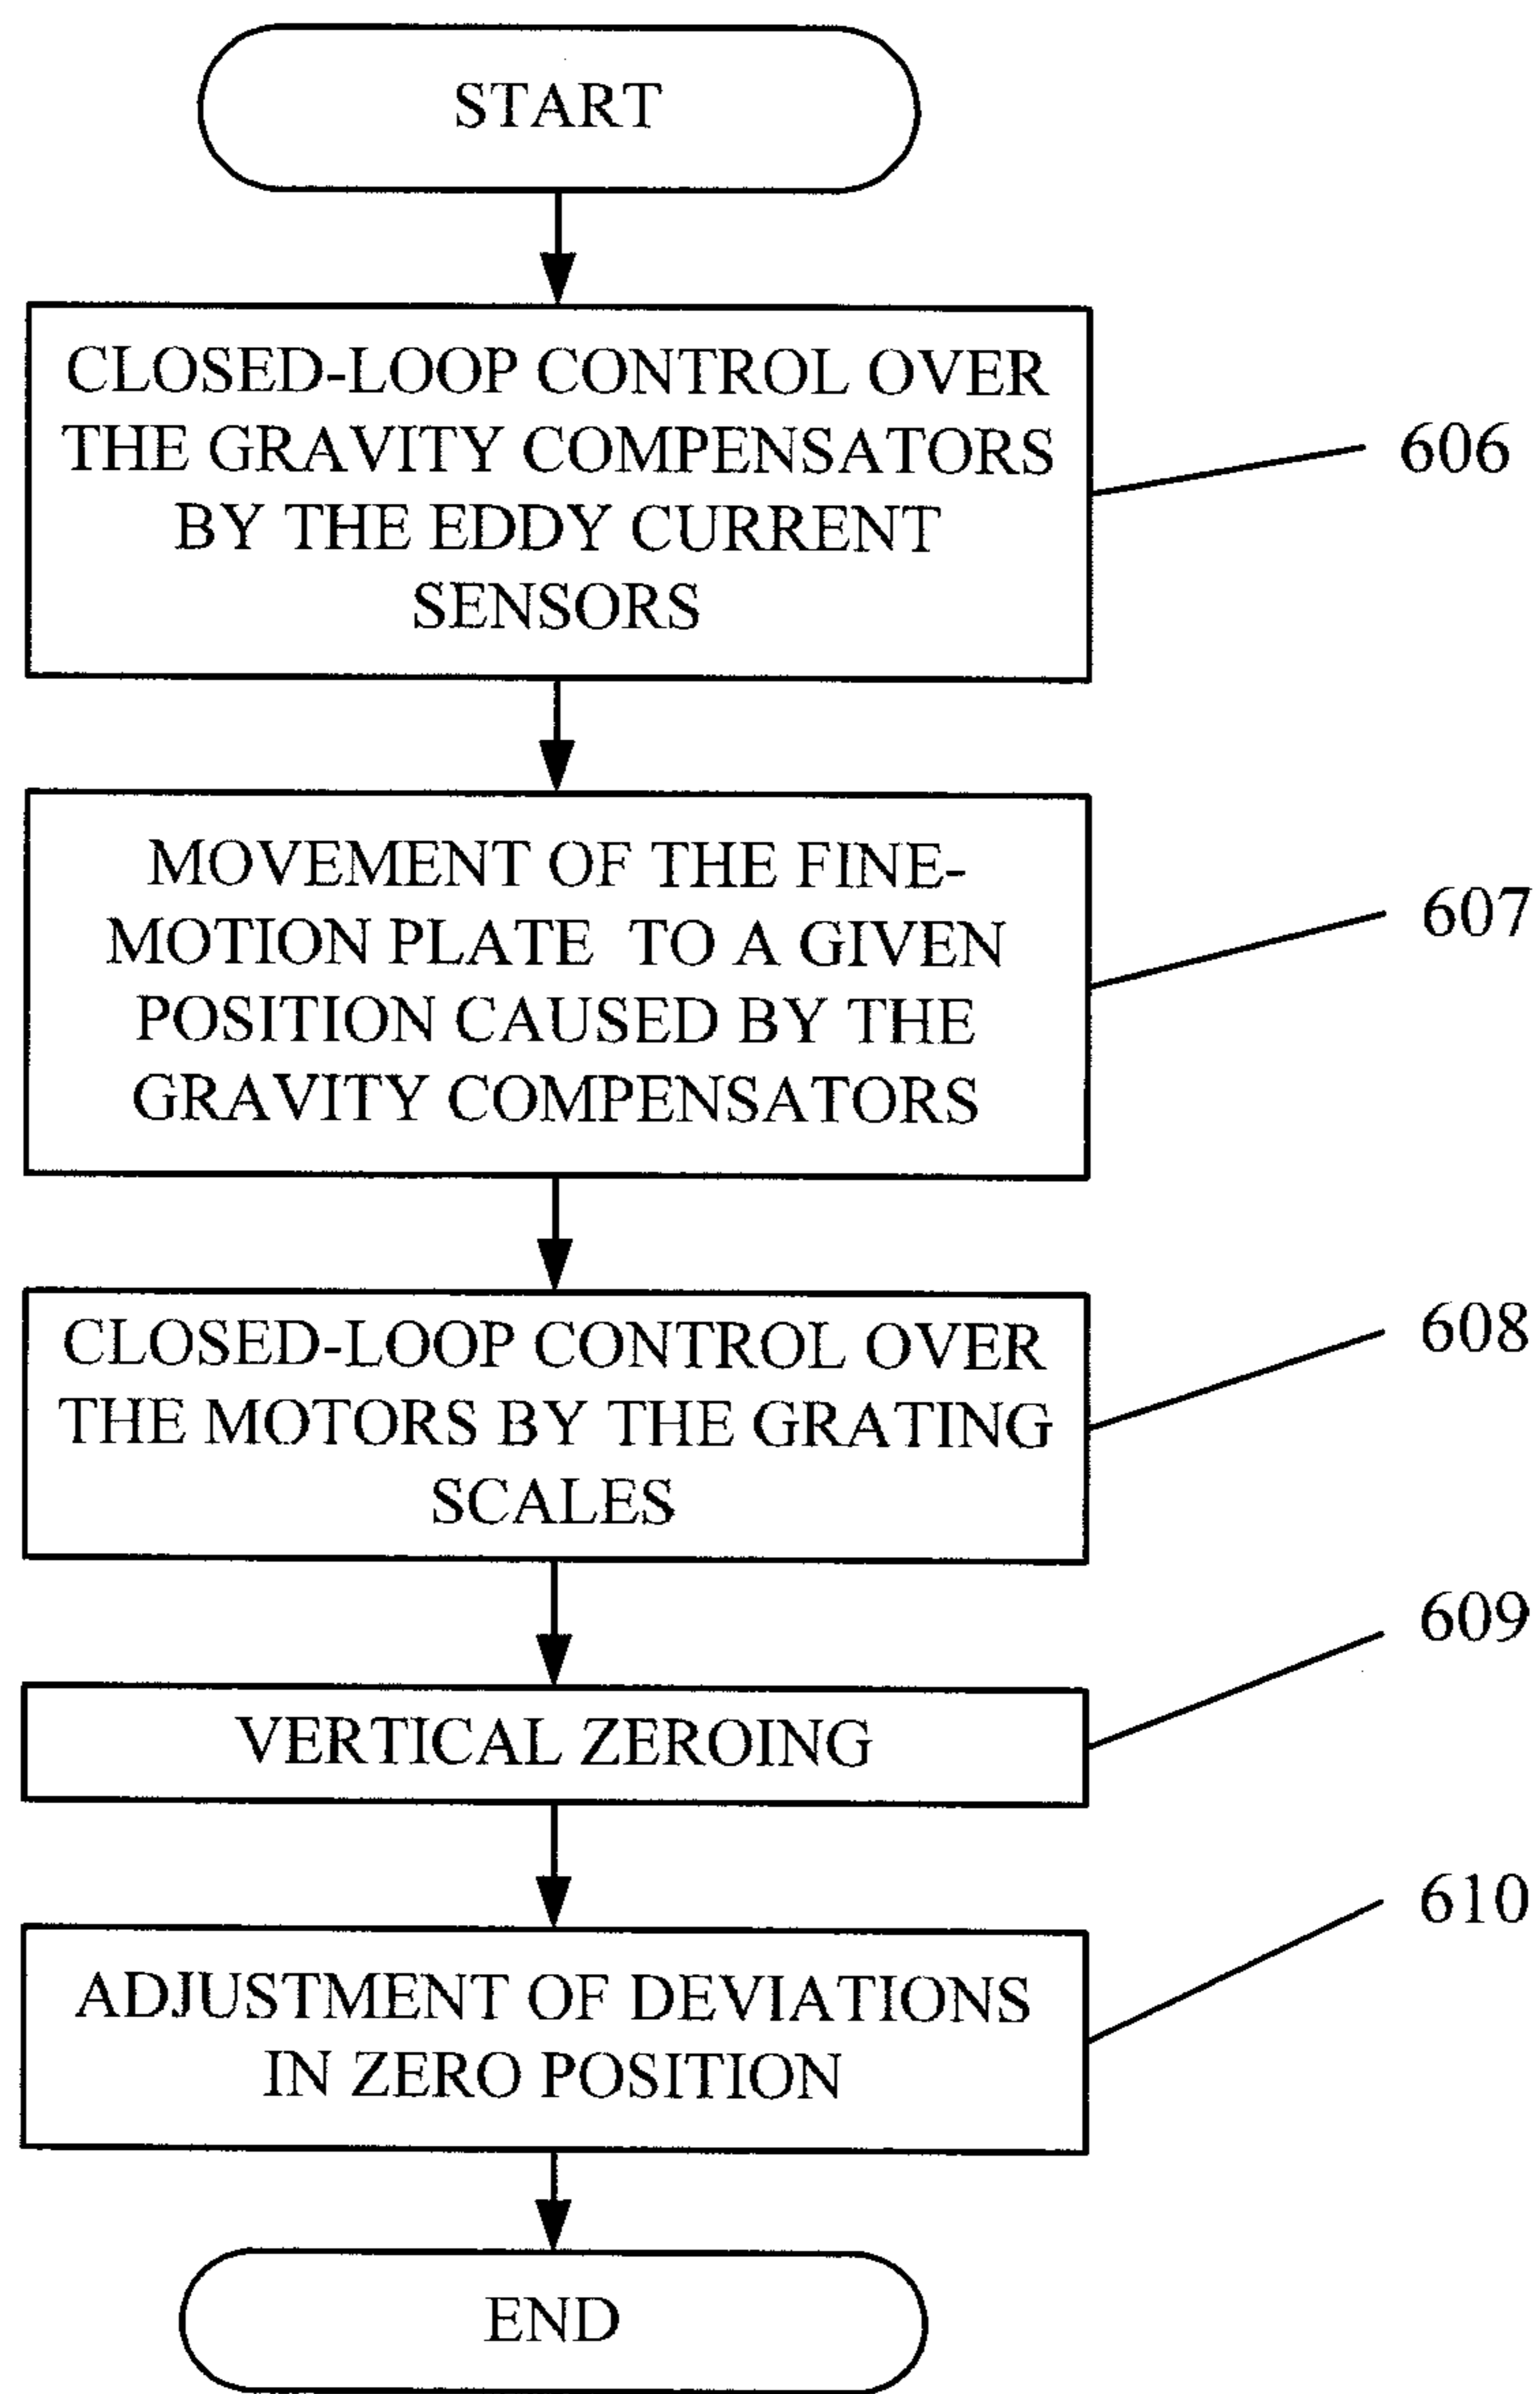 START
CLOSED-LOOP CONTROL OVER
THE GRAVITY COMPENSATORS
BY THE EDDY CURRENT
SENSORS
606
MOVEMENT OF THE FINE-
MOTION PLATE TO A GIVEN
POSITION CAUSED BY THE
GRAVITY COMPENSATORS
607
CLOSED-LOOP CONTROL OVER
THE MOTORS BY THE GRATING
SCALES
608
VERTICAL ZEROING
609
ADJUSTMENT OF DEVIATIONS
IN ZERO POSITION
610
END